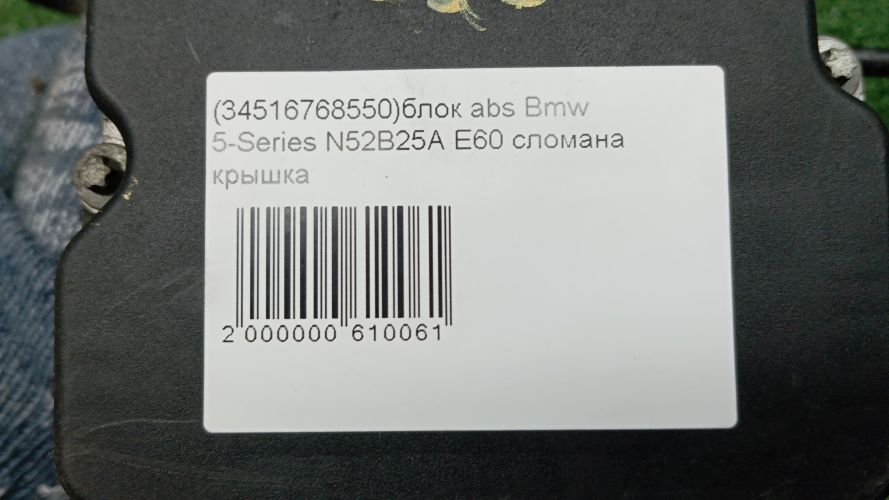 (34516768550)блок abs Bmw
5-Series N52B25A E60 сломана
крышка
2 000000 610061